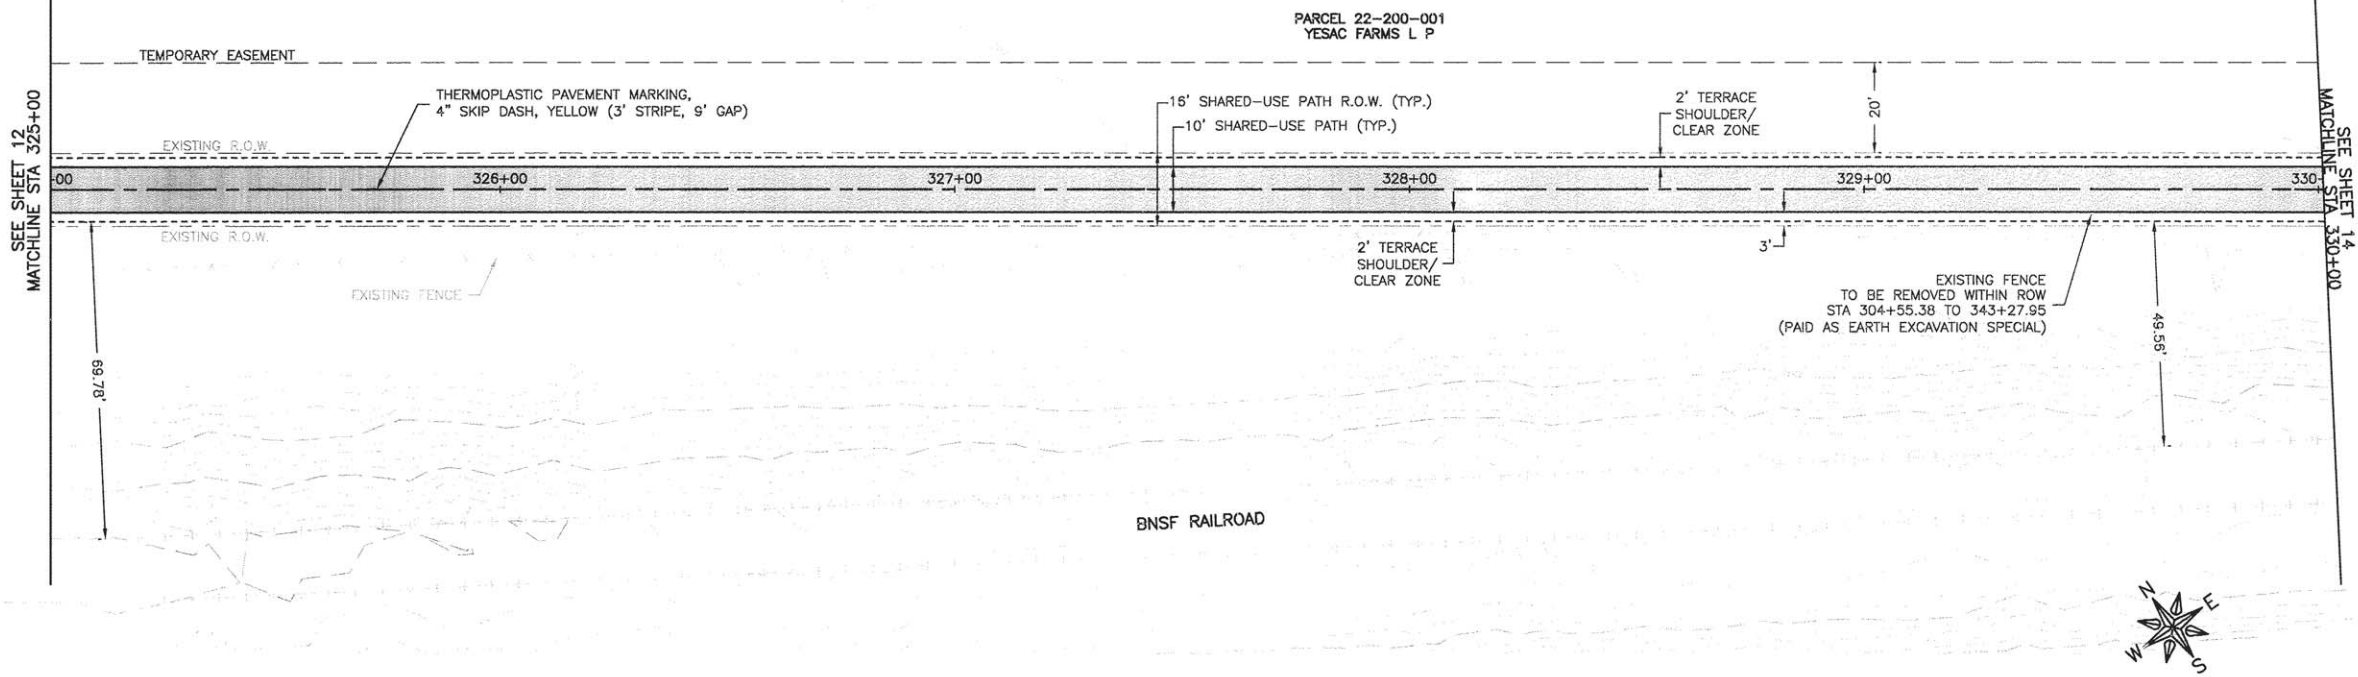 PARCEL 22-200-001
YESAC FARMS L P
TEMPORARY EASEMENT
THERMOPLASTIC PAVEMENT MARKING,
4" SKIP DASH, YELLOW (3' STRIPE, 9' GAP)
15' SHARED-USE PATH R.O.W. (TYP.)
10' SHARED-USE PATH (TYP.)
2' TERRACE
SHOULDER/
CLEAR ZONE
20'
SEE SHEET 12
MATCHLINE STA 325+00
SEE SHEET 14
MATCHLINE STA 330+00
EXISTING R.O.W.
-00
326+00
327+00
328+00
329+00
330-
EXISTING R.O.W.
EXISTING FENCE
2' TERRACE
SHOULDER/
CLEAR ZONE
3'
EXISTING FENCE
TO BE REMOVED WITHIN ROW
STA 304+55.38 TO 343+27.95
(PAID AS EARTH EXCAVATION SPECIAL)
69.78'
49.56'
BNSF RAILROAD
N
E
W
S